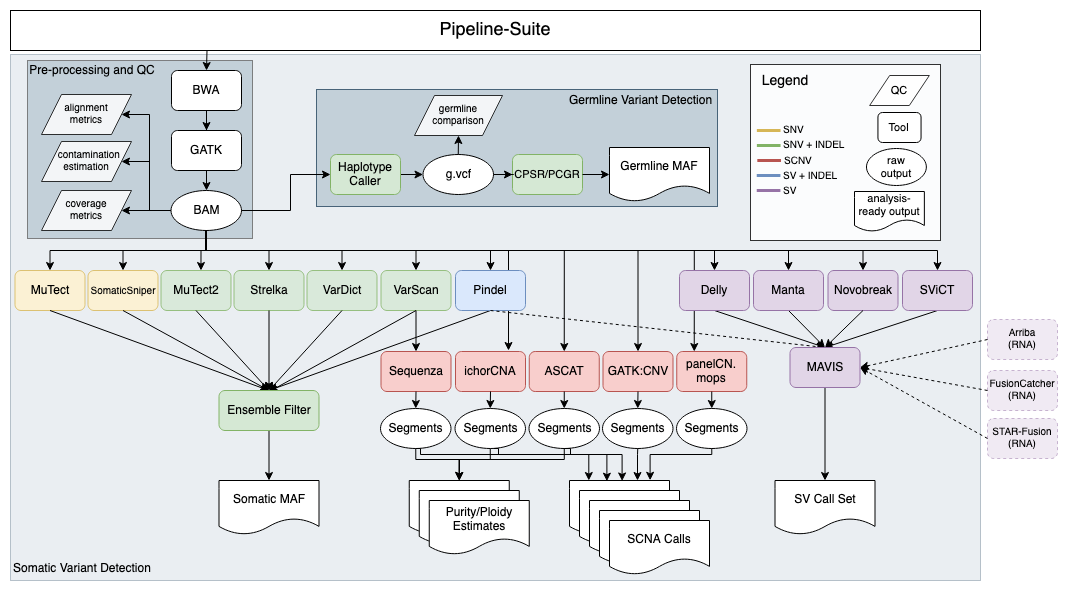 Pipeline-Suite
Pre-processing and QC
BWA
alignment
metrics
GATK
contamination
estimation
BAM
coverage
metrics
Germline Variant Detection
germline
comparison
Haplotype
Caller
g.vcf
CPSR/PCGR
Germline MAF
Legend
QC
SNV
Tool
SNV + INDEL
SCNV
raw
output
SV + INDEL
SV
analysis-
ready output
MuTect
SomaticSniper
MuTect2
Strelka
VarDict
VarScan
Pindel
Delly
Manta
Novobreak
SViCT
Arriba
(RNA)
Sequenza
ichorCNA
ASCAT
GATK:CNV
panelCN.
mops
MAVIS
FusionCatcher
(RNA)
Ensemble Filter
Segments
Segments
Segments
Segments
Segments
STAR-Fusion
(RNA)
Somatic MAF
Purity/Ploidy
Estimates
SCNA Calls
SV Call Set
Somatic Variant Detection